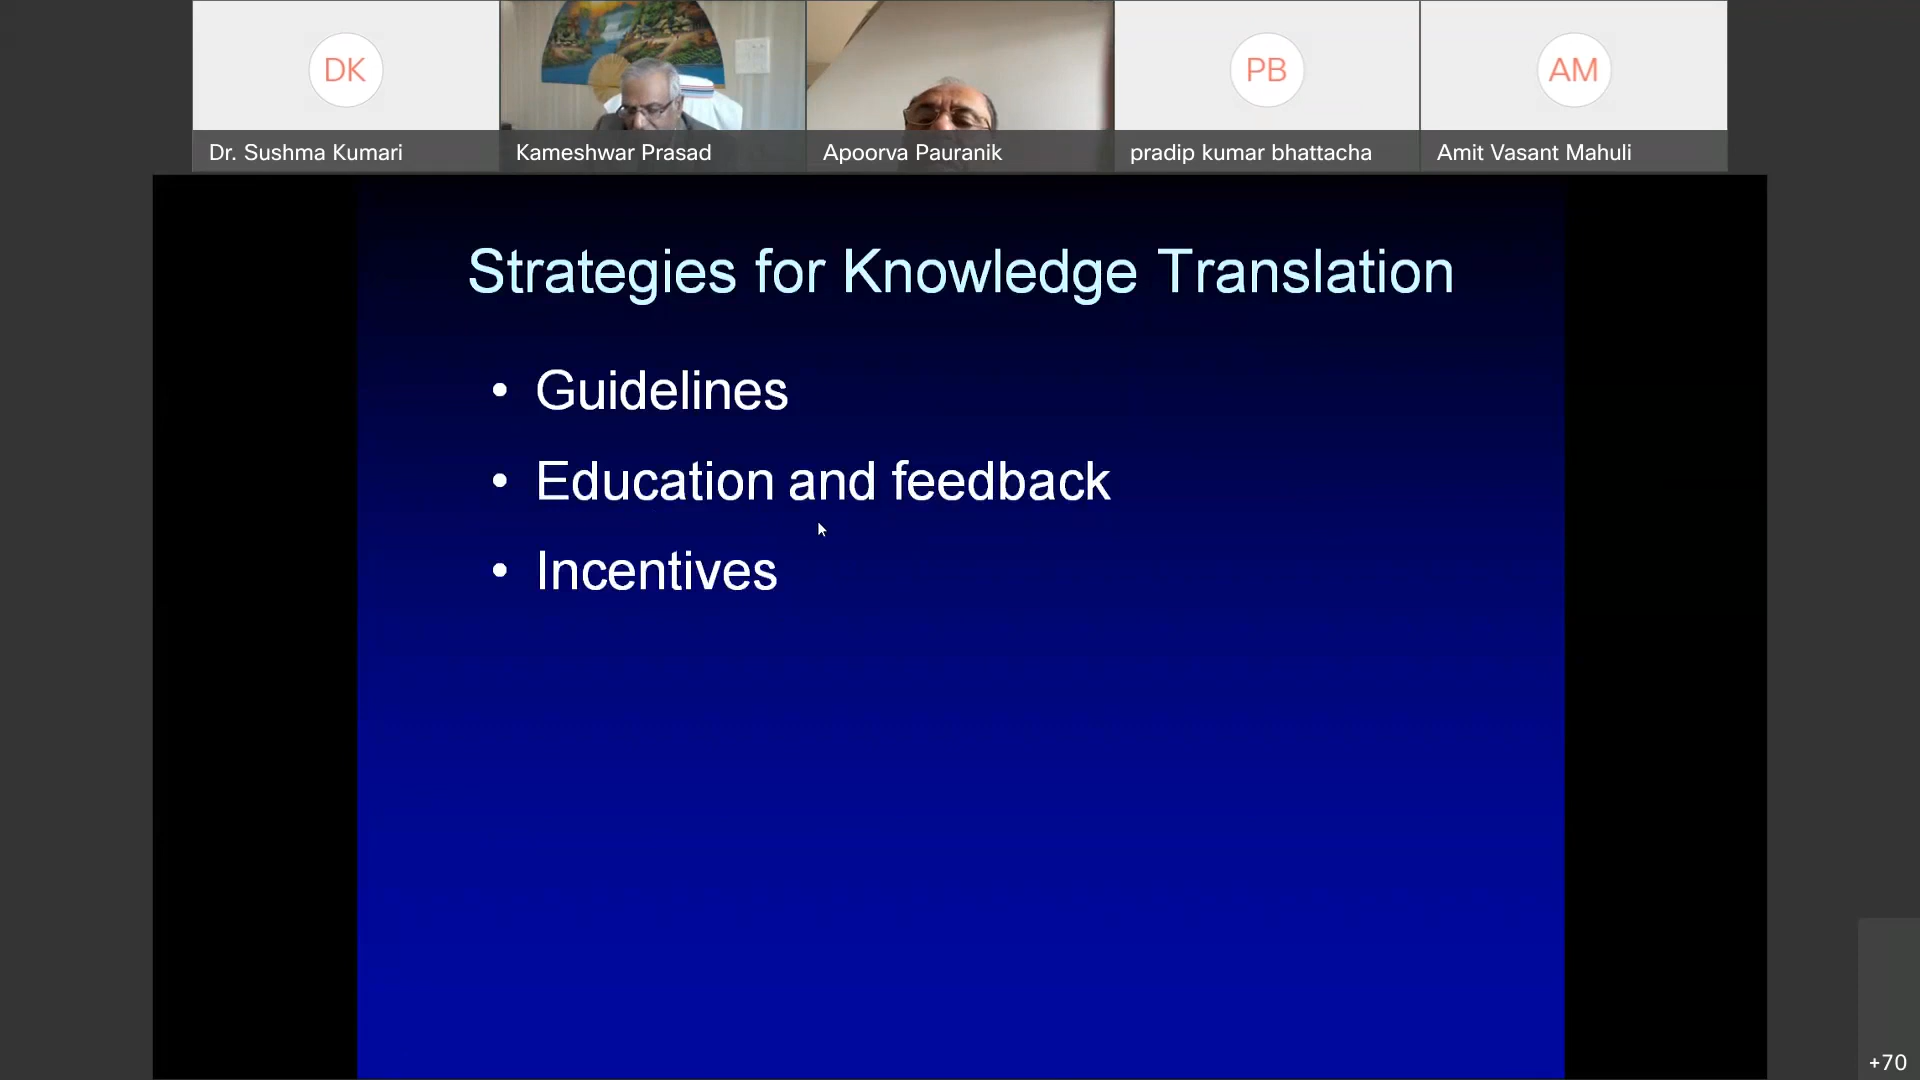 DK
PB
AM
Dr. Sushma Kumari
Kameshwar Prasad
Apoorva Pauranik
pradip kumar bhattacha
Amit Vasant Mahuli
Strategies for Knowledge Translation
• Guidelines
• Education and feedback
• Incentives
+70